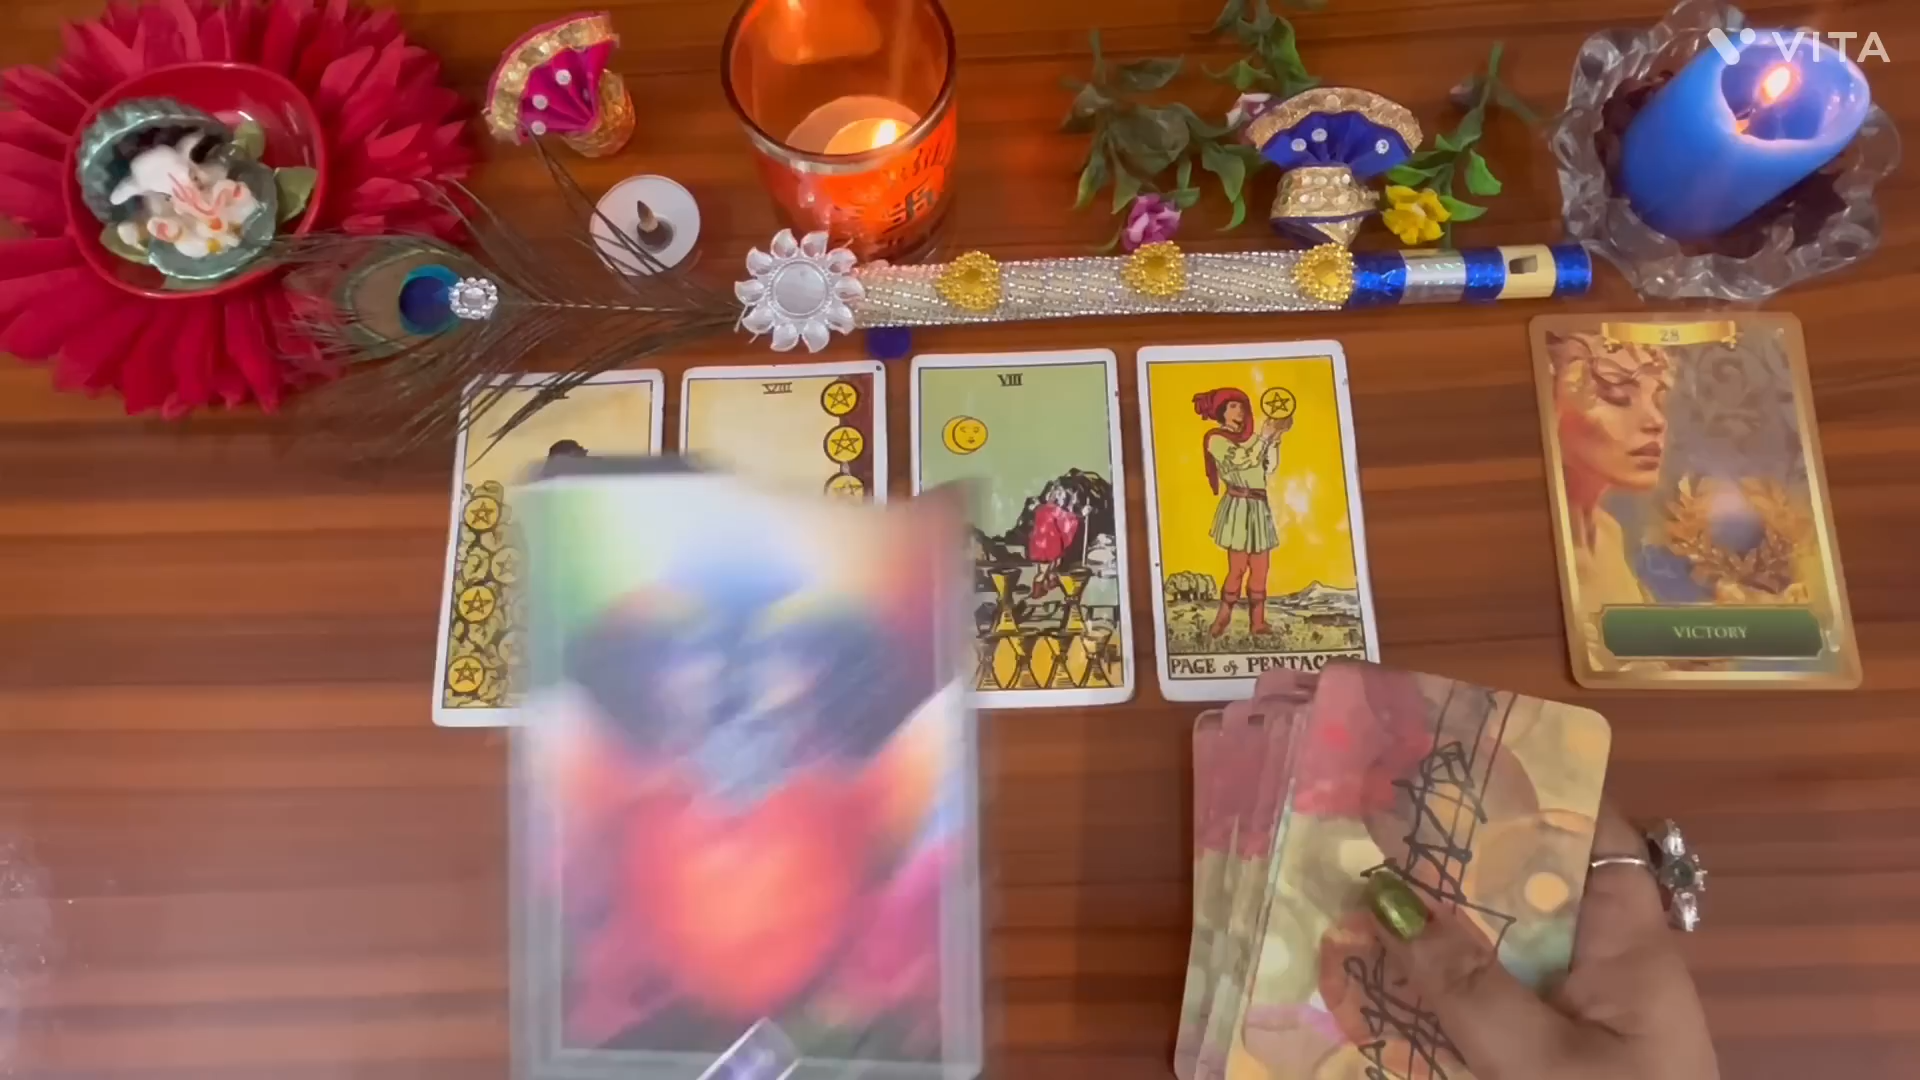 VITA
28
VIII
VIII
PAGE of PENTACLES
VICTORY